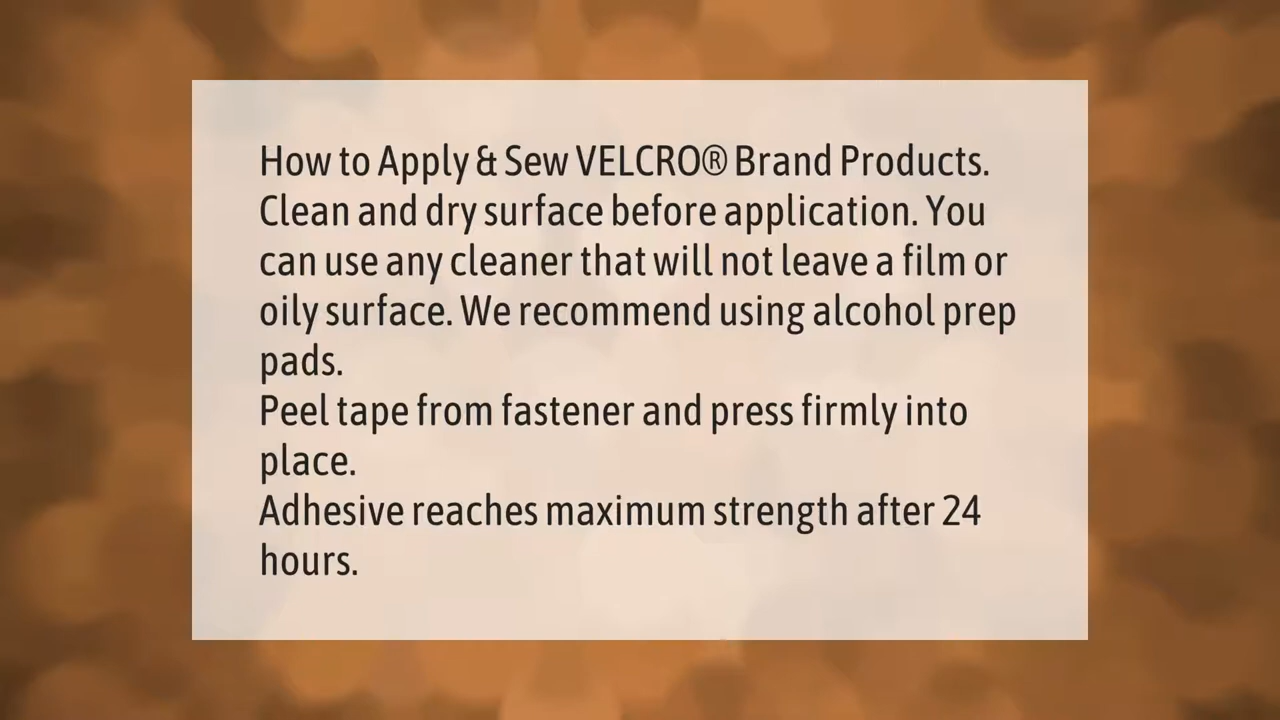 How to Apply & Sew VELCRO® Brand Products.
Clean and dry surface before application. You
can use any cleaner that will not leave a film or
oily surface. We recommend using alcohol prep
pads.
Peel tape from fastener and press firmly into
place.
Adhesive reaches maximum strength after 24
hours.